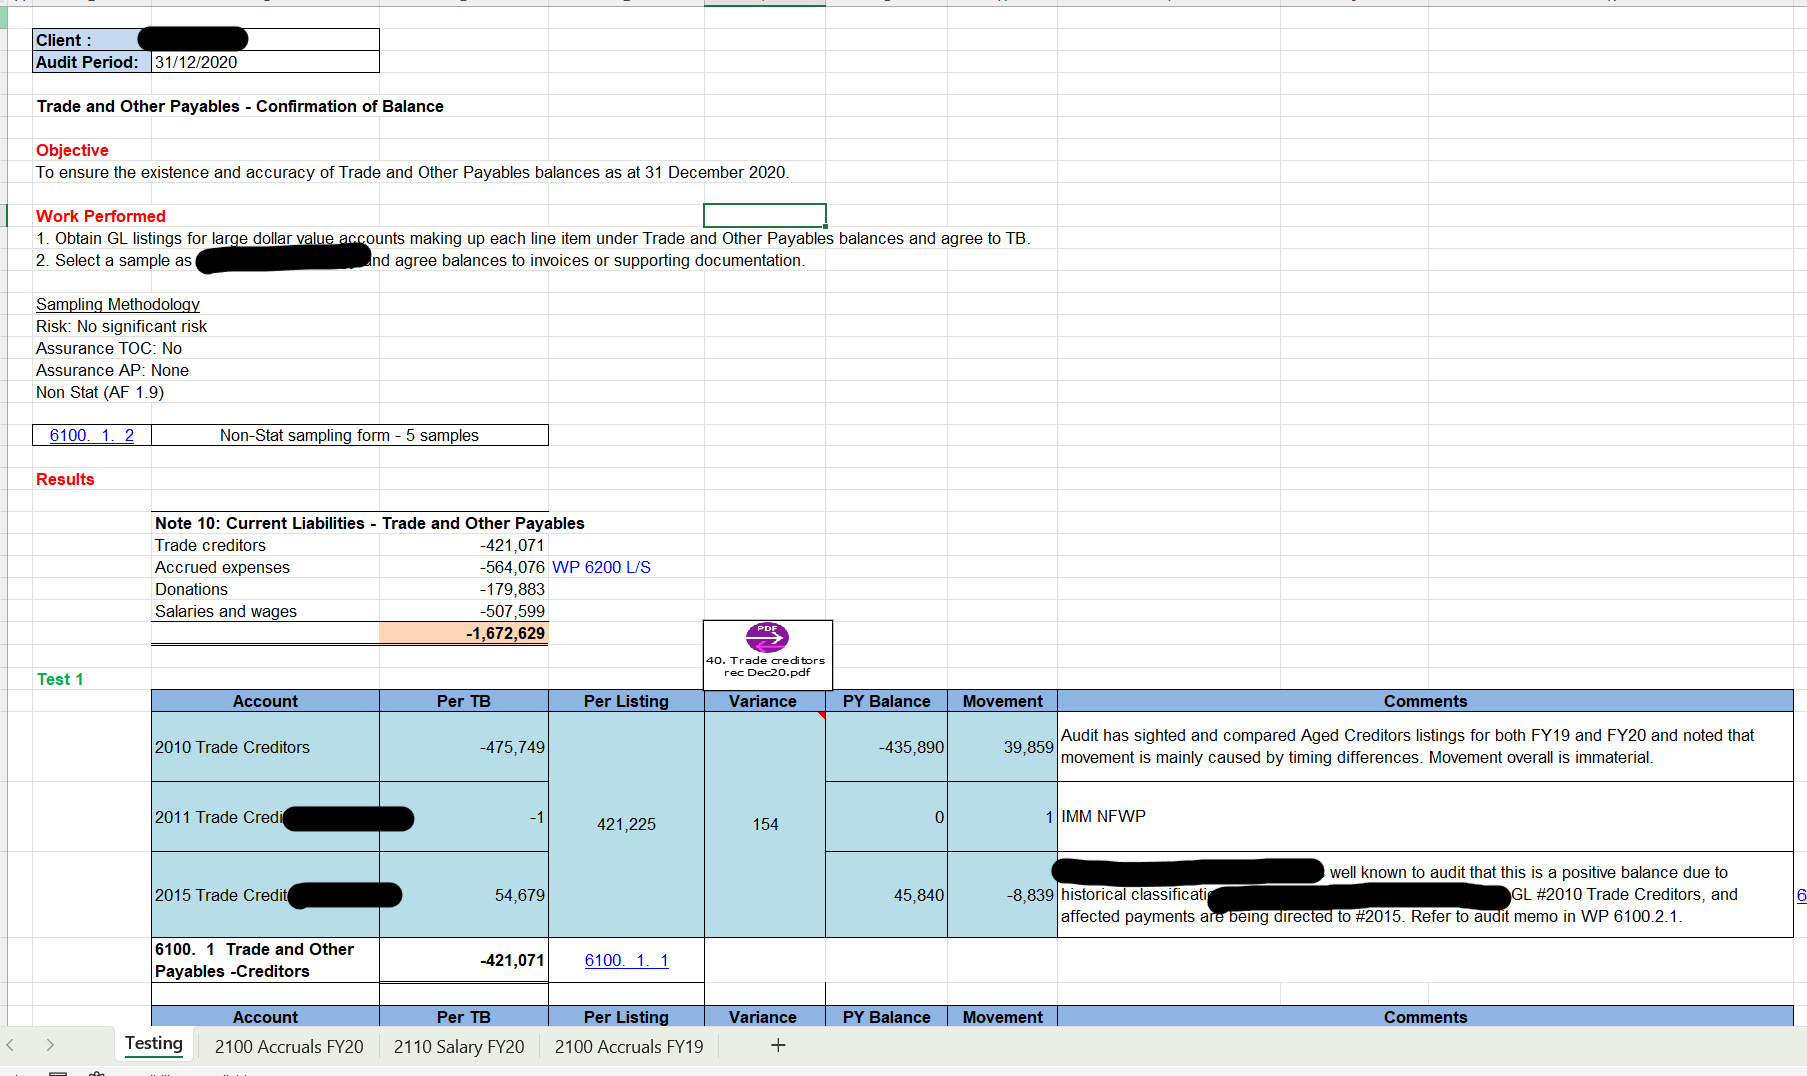 Client :
Audit Period: 31/12/2020
Trade and Other Payables - Confirmation of Balance
Objective
To ensure the existence and accuracy of Trade and Other Payables balances as at 31 December 2020.
Work Performed
1. Obtain GL listings for large dollar value accounts making up each line item under Trade and Other Payables balances and agree to TB.
2. Select a sample as and agree balances to invoices or supporting documentation.
Sampling Methodology
Risk: No significant risk
Assurance TOC: No
Assurance AP: None
Non Stat (AF 1.9)
6100. 1. 2 Non-Stat sampling form - 5 samples
Results
Note 10: Current Liabilities - Trade and Other Payables
Trade creditors -421,071
Accrued expenses -564,076 WP 6200 L/S
Donations -179,883
Salaries and wages -507,599
-1,672,629
PDF
40. Trade creditors
rec Dec20.pdf
Test 1
Account Per TB Per Listing Variance PY Balance Movement Comments
2010 Trade Creditors -475,749 -435,890 39,859 Audit has sighted and compared Aged Creditors listings for both FY19 and FY20 and noted that
movement is mainly caused by timing differences. Movement overall is immaterial.
2011 Trade Credi -1 421,225 154 0 1 IMM NFWP
2015 Trade Credit 54,679 45,840 -8,839 well known to audit that this is a positive balance due to
historical classificati GL #2010 Trade Creditors, and
affected payments are being directed to #2015. Refer to audit memo in WP 6100.2.1.
6
6100. 1 Trade and Other
Payables -Creditors -421,071 6100. 1. 1
Account Per TB Per Listing Variance PY Balance Movement Comments
Testing 2100 Accruals FY20 2110 Salary FY20 2100 Accruals FY19 +